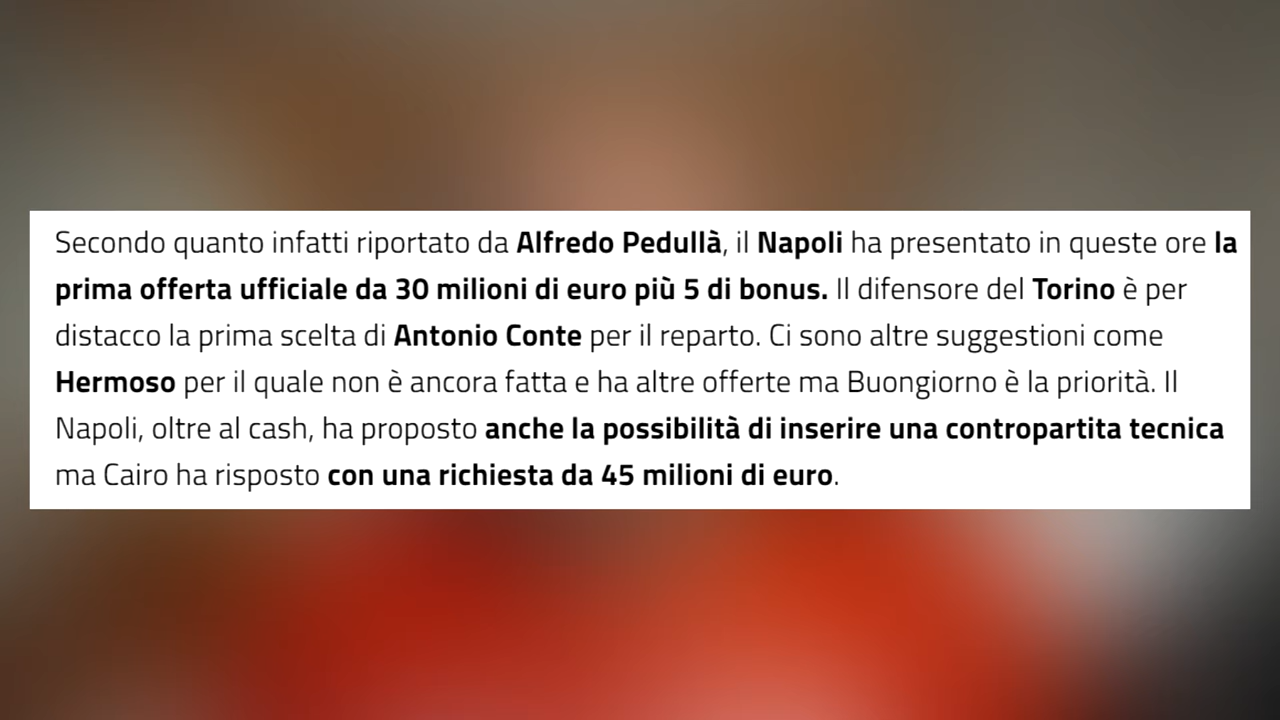 Secondo quanto infatti riportato da Alfredo Pedullà, il Napoli ha presentato in queste ore la
prima offerta ufficiale da 30 milioni di euro più 5 di bonus. Il difensore del Torino è per
distacco la prima scelta di Antonio Conte per il reparto. Ci sono altre suggestioni come
Hermoso per il quale non è ancora fatta e ha altre offerte ma Buongiorno è la priorità. Il
Napoli, oltre al cash, ha proposto anche la possibilità di inserire una contropartita tecnica
ma Cairo ha risposto con una richiesta da 45 milioni di euro.